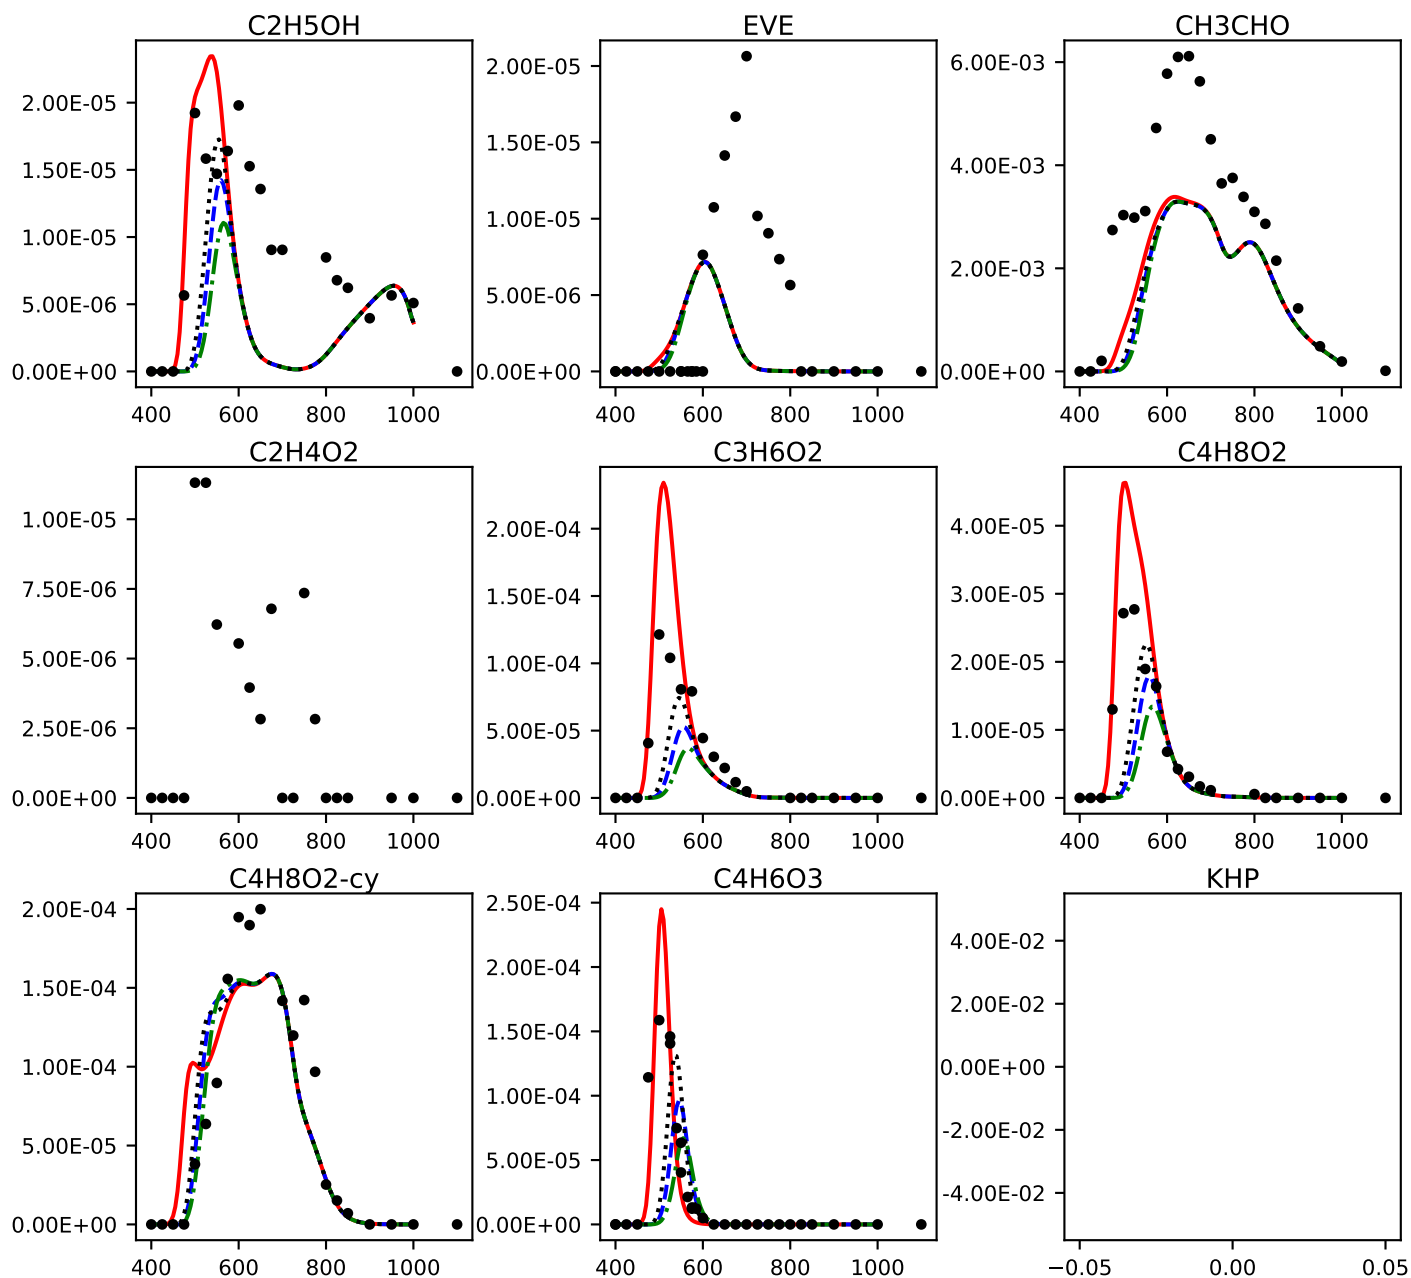 C2H5OH EVE CH3CHO
2.00E-05 2.00E-05 6.00E-03
1.50E-05 1.50E-05 4.00E-03
1.00E-05 1.00E-05 2.00E-03
5.00E-06 5.00E-06
0.00E+00 0.00E+00 0.00E+00
400 600 800 1000 400 600 800 1000 400 600 800 1000
C2H4O2 C3H6O2 C4H8O2
1.00E-05 2.00E-04 4.00E-05
7.50E-06 1.50E-04 3.00E-05
5.00E-06 1.00E-04 2.00E-05
2.50E-06 5.00E-05 1.00E-05
0.00E+00 0.00E+00 0.00E+00
400 600 800 1000 400 600 800 1000 400 600 800 1000
C4H8O2-cy C4H6O3 KHP
2.00E-04 2.50E-04 4.00E-02
1.50E-04 2.00E-04 2.00E-02
1.00E-04 1.50E-04 0.00E+00
5.00E-05 1.00E-04 -2.00E-02
5.00E-05 -4.00E-02
0.00E+00 0.00E+00
400 600 800 1000 400 600 800 1000 −0.05 0.00 0.05